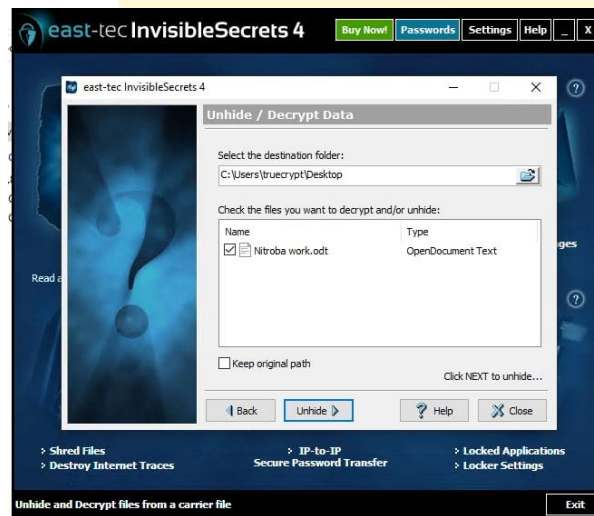 east-tec InvisibleSecrets 4
Buy Now!
Passwords
Settings
Help
_
X
east-tec InvisibleSecrets 4
Unhide / Decrypt Data
Select the destination folder:
C:\Users\truecrypt\Desktop
Check the files you want to decrypt and/or unhide:
Name Type
Nitroba work.odt OpenDocument Text
Keep original path
Click NEXT to unhide...
Back
Unhide
Help
Close
Read
?
?
> Shred Files
> Destroy Internet Traces
> IP-to-IP
Secure Password Transfer
> Locked Applications
> Locker Settings
Unhide and Decrypt files from a carrier file
Exit